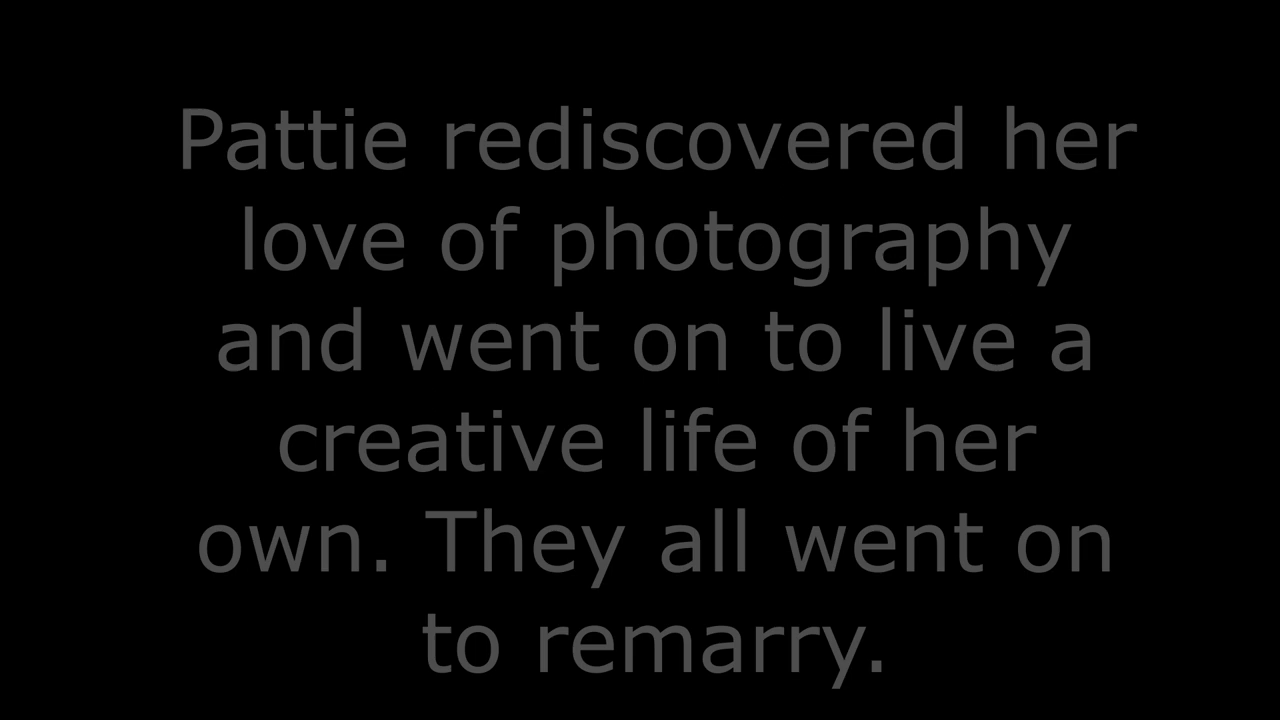 Pattie rediscovered her
love of photography
and went on to live a
creative life of her
own. They all went on
to remarry.